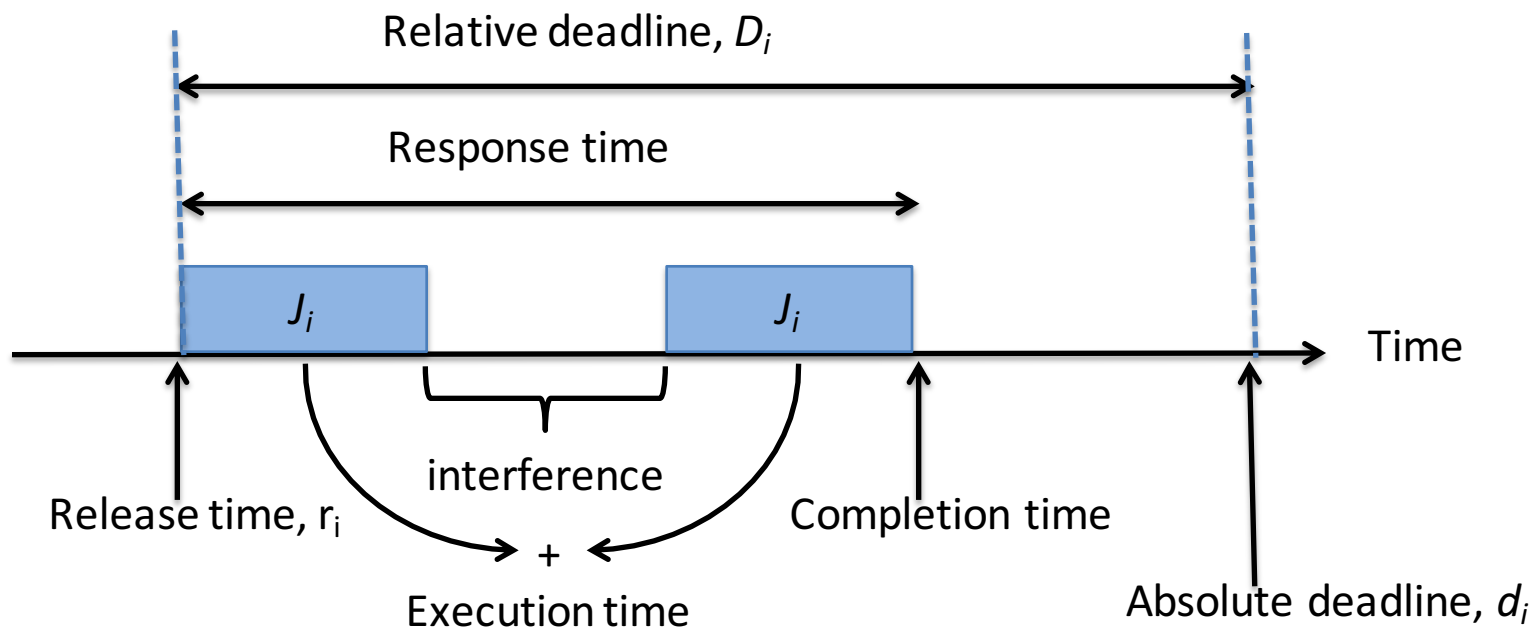 Relative deadline, Dᵢ
Response time
Jᵢ
Jᵢ
Time
interference
Release time, rᵢ
Completion time
+
Execution time
Absolute deadline, dᵢ